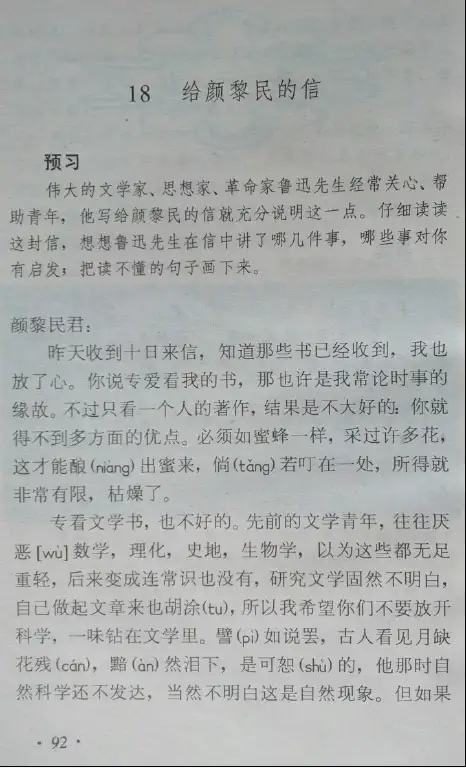 18 给颜黎民的信
预习
伟大的文学家、思想家、革命家鲁迅先生经常关心、帮
助青年，他写给颜黎民的信就充分说明这一点。仔细读读
这封信，想想鲁迅先生在信中讲了哪几件事，哪些事对你
有启发；把读不懂的句子画下来。
颜黎民君：
昨天收到十日来信，知道那些书已经收到，我也
放了心。你说专爱看我的书，那也许是我常论时事的
缘故。不过只看一个人的著作，结果是不大好的：你就
得不到多方面的优点。必须如蜜蜂一样，采过许多花，
这才能酿(niàng)出蜜来，倘(tǎng)若叮在一处，所得就
非常有限，枯燥了。
专看文学书，也不好的。先前的文学青年，往往厌
恶[wù]数学，理化，史地，生物学，以为这些都无足
重轻，后来变成连常识也没有，研究文学固然不明白，
自己做起文章来也胡涂(tu)，所以我希望你们不要放开
科学，一味钻在文学里。譬(pì)如说罢，古人看见月缺
花残(cán)，黯(àn)然泪下，是可恕(shù)的，他那时自
然科学还不发达，当然不明白这是自然现象。但如果
·92·